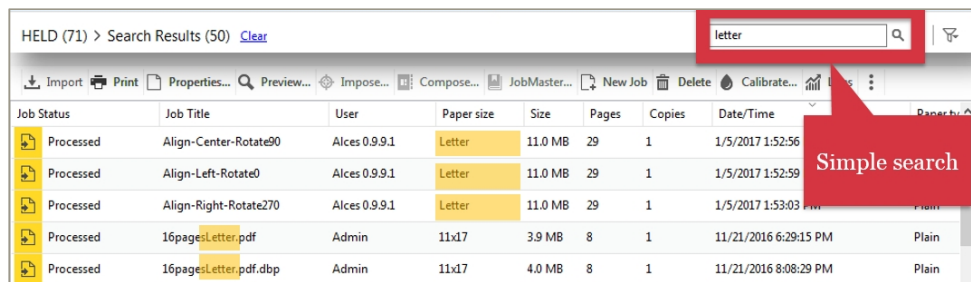 HELD (71) > Search Results (50) Clear letter
Import Print Properties... Preview... Impose... Compose... JobMaster... New Job Delete Calibrate...
Job Status Job Title User Paper size Size Pages Copies Date/Time
Processed Align-Center-Rotate90 Alces 0.9.9.1 Letter 11.0 MB 29 1 1/5/2017 1:52:56
Simple search
Processed Align-Left-Rotate0 Alces 0.9.9.1 Letter 11.0 MB 29 1 1/5/2017 1:52:59
Processed Align-Right-Rotate270 Alces 0.9.9.1 Letter 11.0 MB 29 1 1/5/2017 1:53:03 PM Plain
Processed 16pagesLetter.pdf Admin 11x17 3.9 MB 8 1 11/21/2016 6:29:15 PM Plain
Processed 16pagesLetter.pdf.dbp Admin 11x17 4.0 MB 8 1 11/21/2016 8:08:29 PM Plain